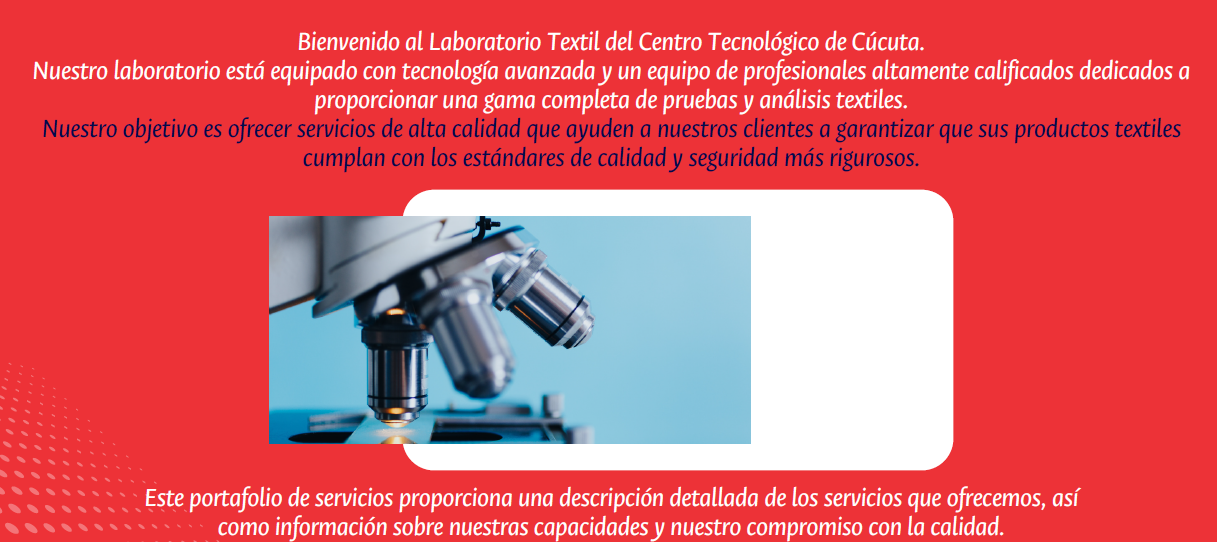 Bienvenido al Laboratorio Textil del Centro Tecnológico de Cúcuta.
Nuestro laboratorio está equipado con tecnología avanzada y un equipo de profesionales altamente calificados dedicados a
proporcionar una gama completa de pruebas y análisis textiles.
Nuestro objetivo es ofrecer servicios de alta calidad que ayuden a nuestros clientes a garantizar que sus productos textiles
cumplan con los estándares de calidad y seguridad más rigurosos.
Este portafolio de servicios proporciona una descripción detallada de los servicios que ofrecemos, así
como información sobre nuestras capacidades y nuestro compromiso con la calidad.